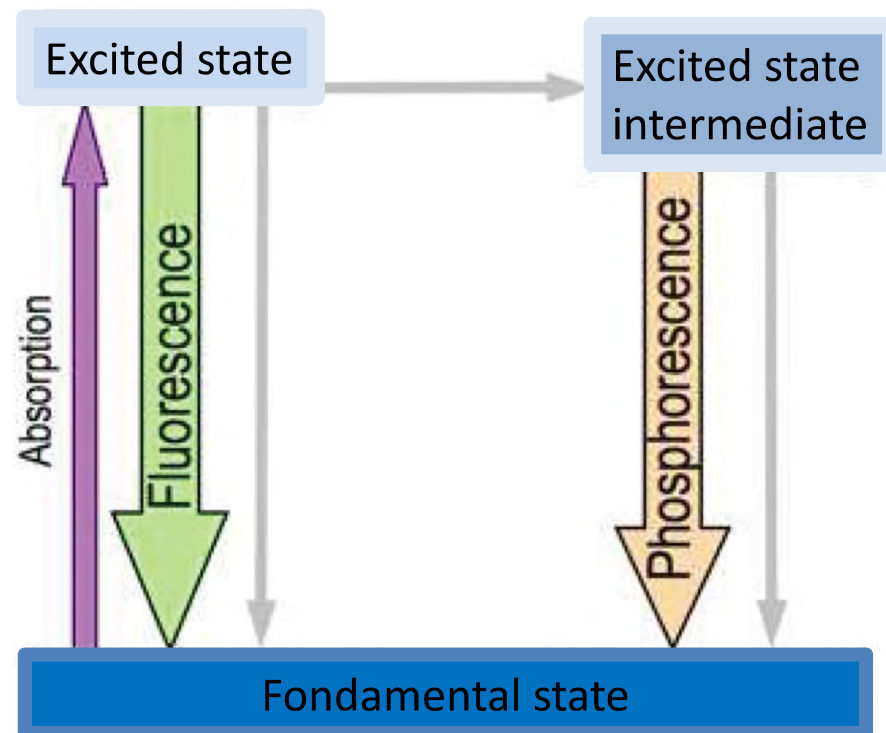 Excited state
Excited state
intermediate
Absorption
Fluorescence
Phosphorescence
Fondamental state